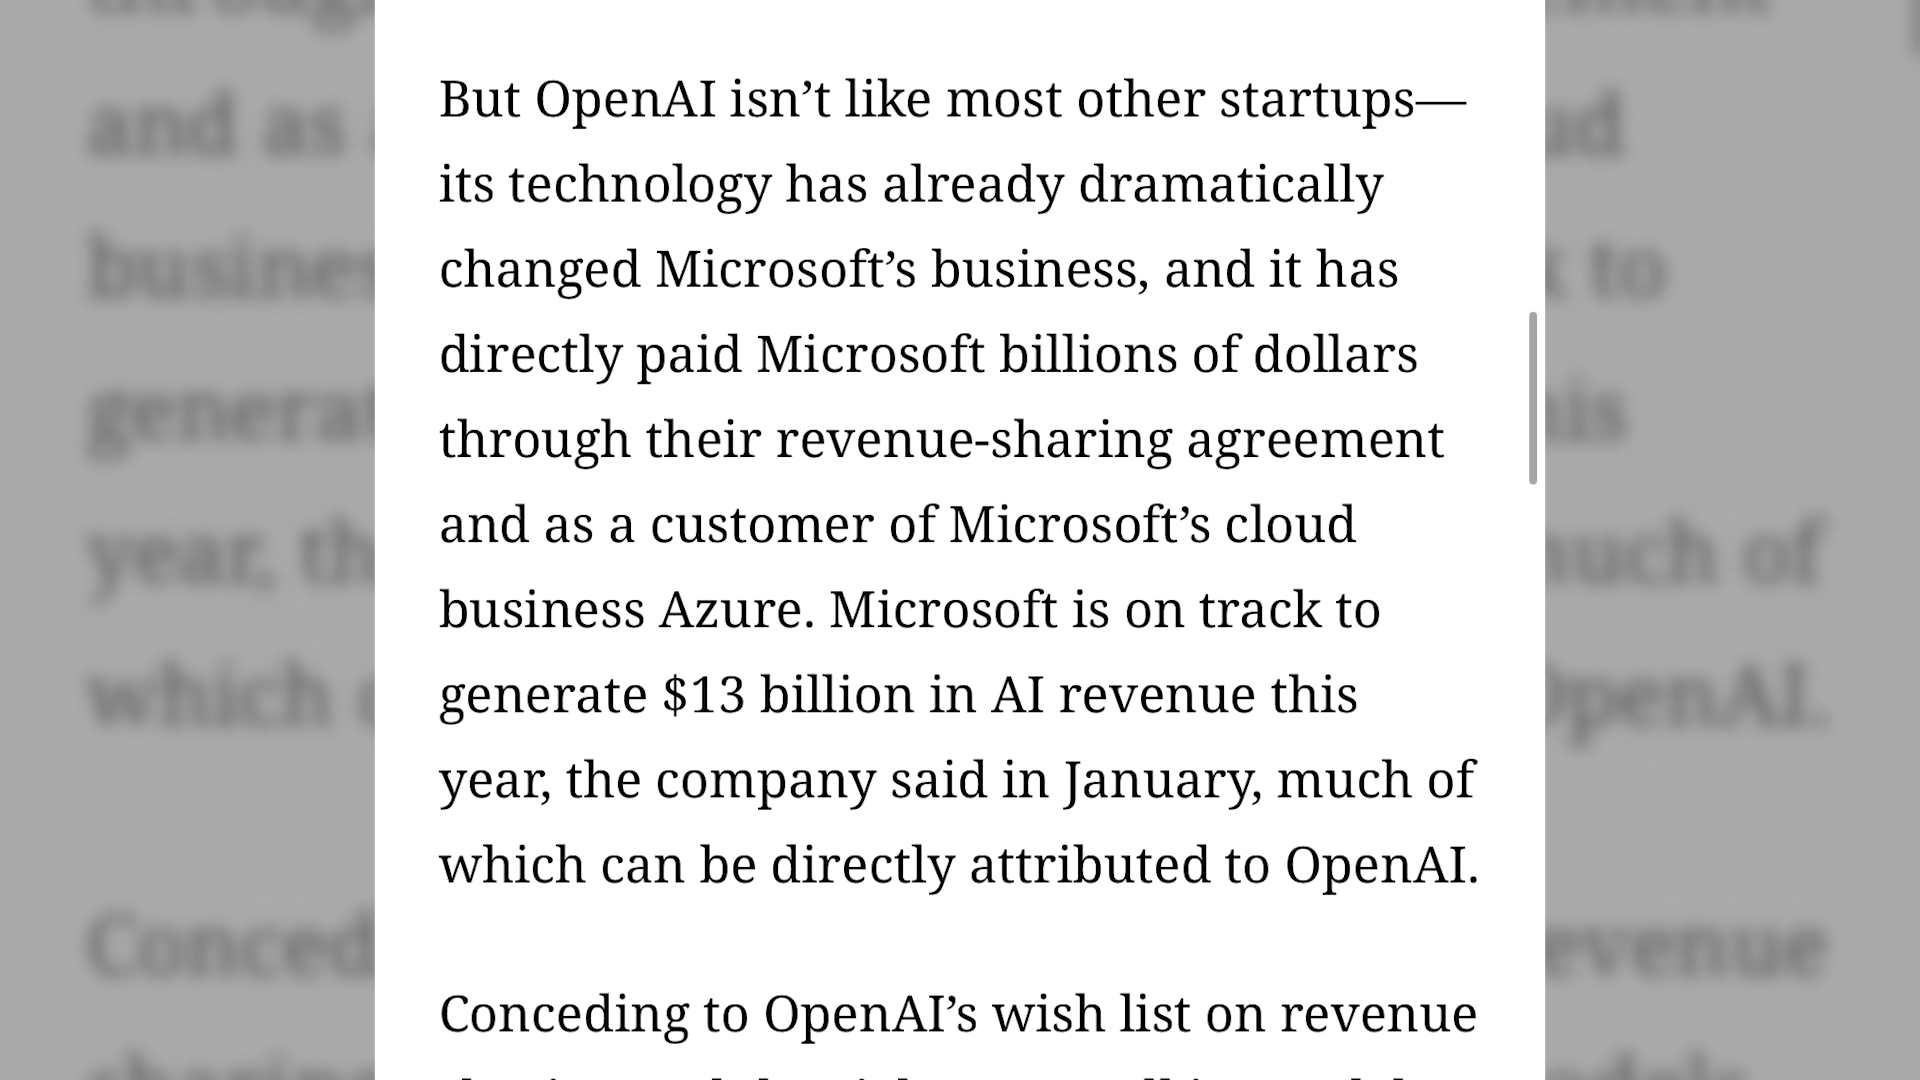 But OpenAI isn’t like most other startups—
its technology has already dramatically
changed Microsoft’s business, and it has
directly paid Microsoft billions of dollars
through their revenue-sharing agreement
and as a customer of Microsoft’s cloud
business Azure. Microsoft is on track to
generate $13 billion in AI revenue this
year, the company said in January, much of
which can be directly attributed to OpenAI.
Conceding to OpenAI’s wish list on revenue